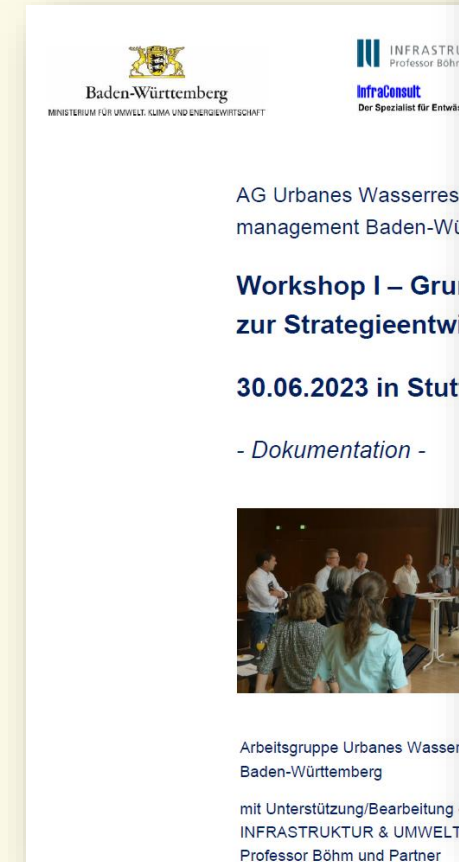 Baden-Württemberg
MINISTERIUM FÜR UMWELT, KLIMA UND ENERGIEWIRTSCHAFT
INFRASTRU
Professor Böhm
InfraConsult
Der Spezialist für Entwäs
AG Urbanes Wasserres
management Baden-Wü
Workshop I – Grun
zur Strategieentwi
30.06.2023 in Stut
- Dokumentation -
Arbeitsgruppe Urbanes Wasser
Baden-Württemberg
mit Unterstützung/Bearbeitung
INFRASTRUKTUR & UMWELT
Professor Böhm und Partner